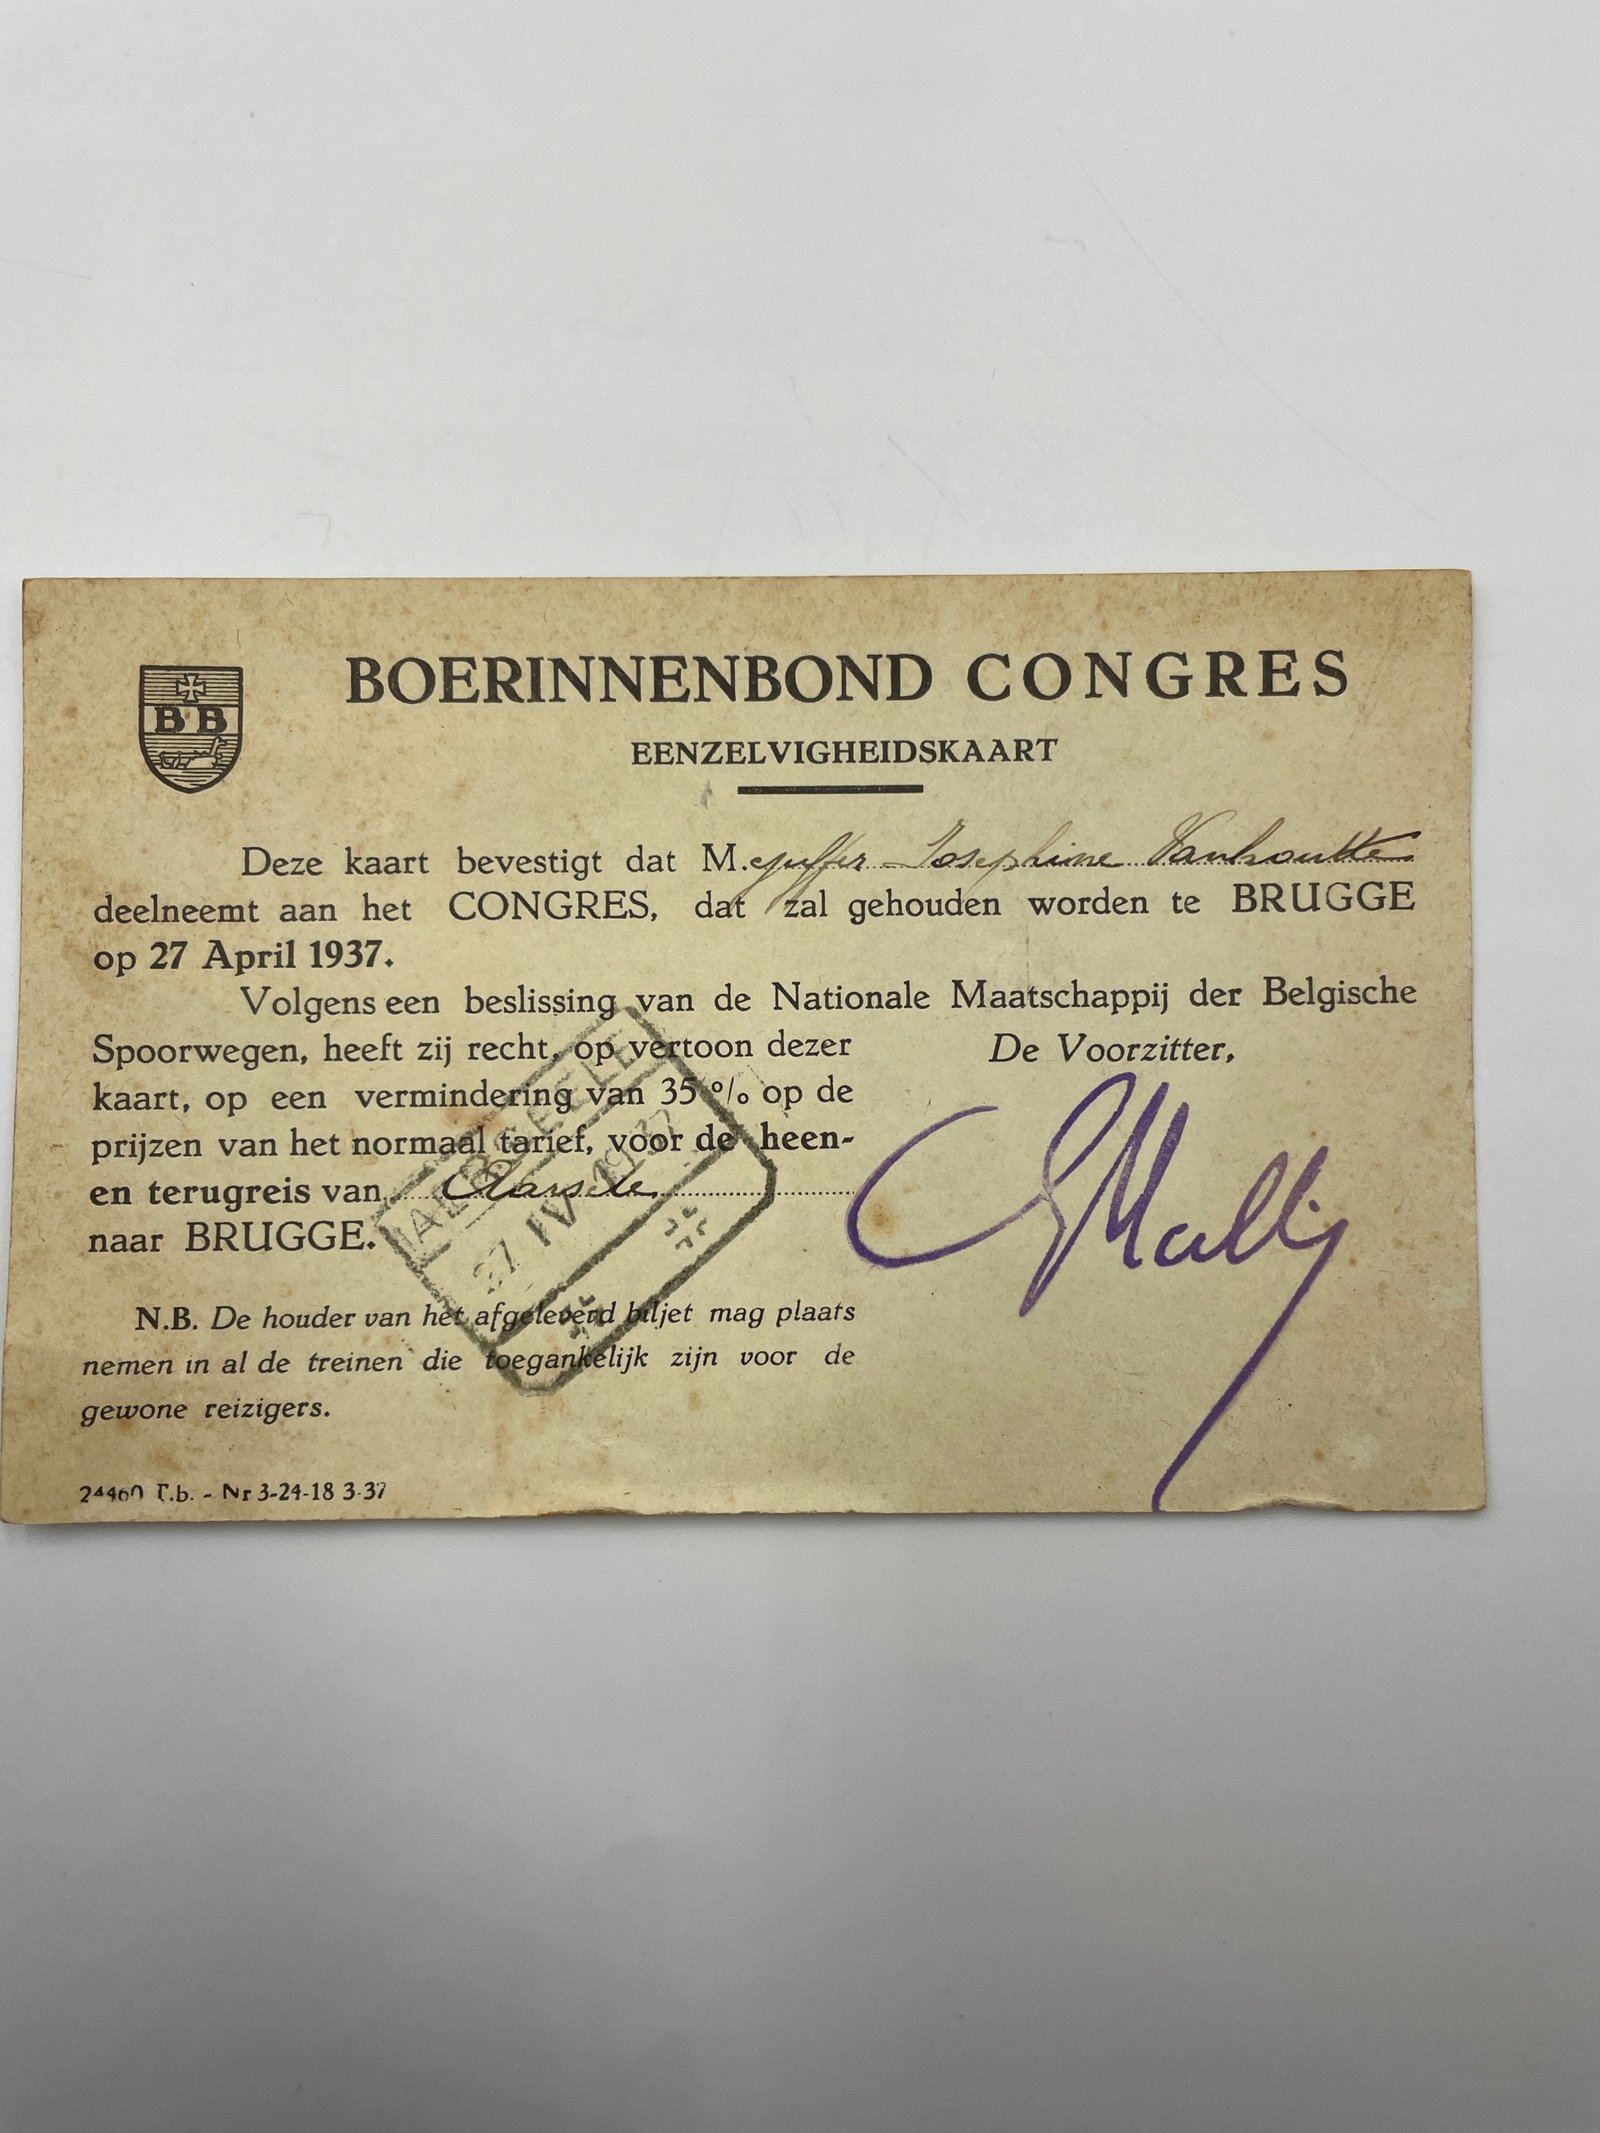 BOERINNENBOND CONGRES
B B
EENZELVIGHEIDSKAART
Deze kaart bevestigt dat M.ejuffer Josephine Vanhoutte
deelneemt aan het CONGRES, dat zal gehouden worden te BRUGGE
op 27 April 1937.
Volgens een beslissing van de Nationale Maatschappij der Belgische
Spoorwegen, heeft zij recht, op vertoon dezer
kaart, op een vermindering van 35 % op de
prijzen van het normaal tarief, voor de heen-
en terugreis van Aarsele
naar BRUGGE.
De Voorzitter,
27 IV 1937
N.B. De houder van het afgeleverd biljet mag plaats
nemen in al de treinen die toegankelijk zijn voor de
gewone reizigers.
24460 T.b. - Nr 3-24-18 3-37